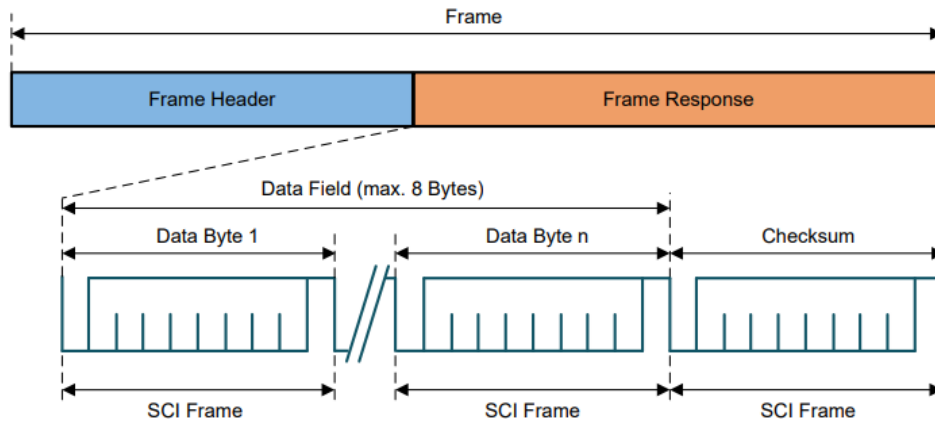 Frame
Frame Header
Frame Response
Data Field (max. 8 Bytes)
Data Byte 1
Data Byte n
Checksum
SCI Frame
SCI Frame
SCI Frame